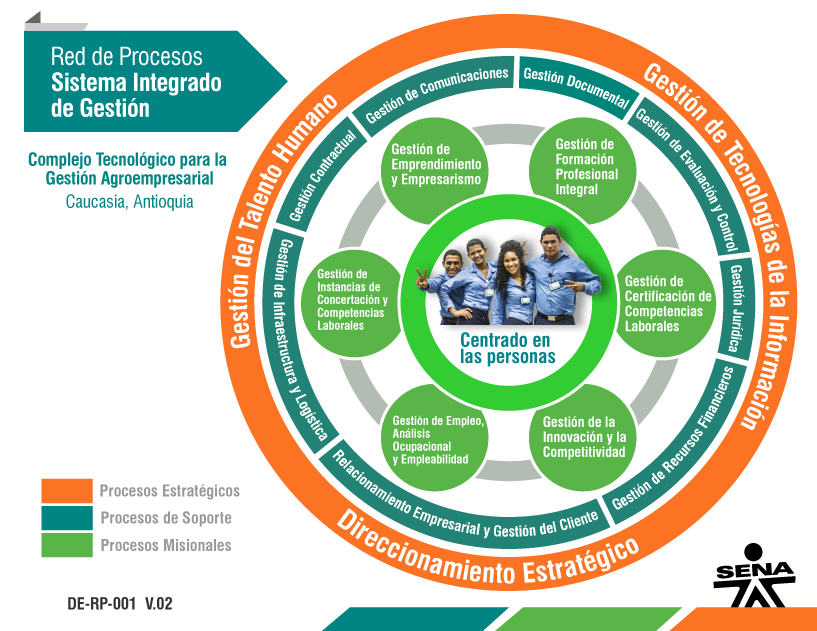 Red de Procesos
Sistema Integrado
de Gestión
Complejo Tecnológico para la
Gestión Agroempresarial
Caucasia, Antioquia
Gestión del Talento Humano
Gestión de Tecnologías de la Información
Direccionamiento Estratégico
Gestión de Comunicaciones
Gestión Documental
Gestión de Evaluación y Control
Gestión Jurídica
Gestión de Recursos Financieros
Relacionamiento Empresarial y Gestión del Cliente
Gestión de Infraestructura y Logística
Gestión Contractual
Gestión de
Emprendimiento
y Empresarismo
Gestión de
Formación
Profesional
Integral
Gestión de
Instancias de
Concertación y
Competencias
Laborales
Gestión de
Certificación de
Competencias
Laborales
Centrado en
las personas
Gestión de Empleo,
Análisis
Ocupacional
y Empleabilidad
Gestión de la
Innovación y la
Competitividad
Procesos Estratégicos
Procesos de Soporte
Procesos Misionales
DE-RP-001 V.02
SENA